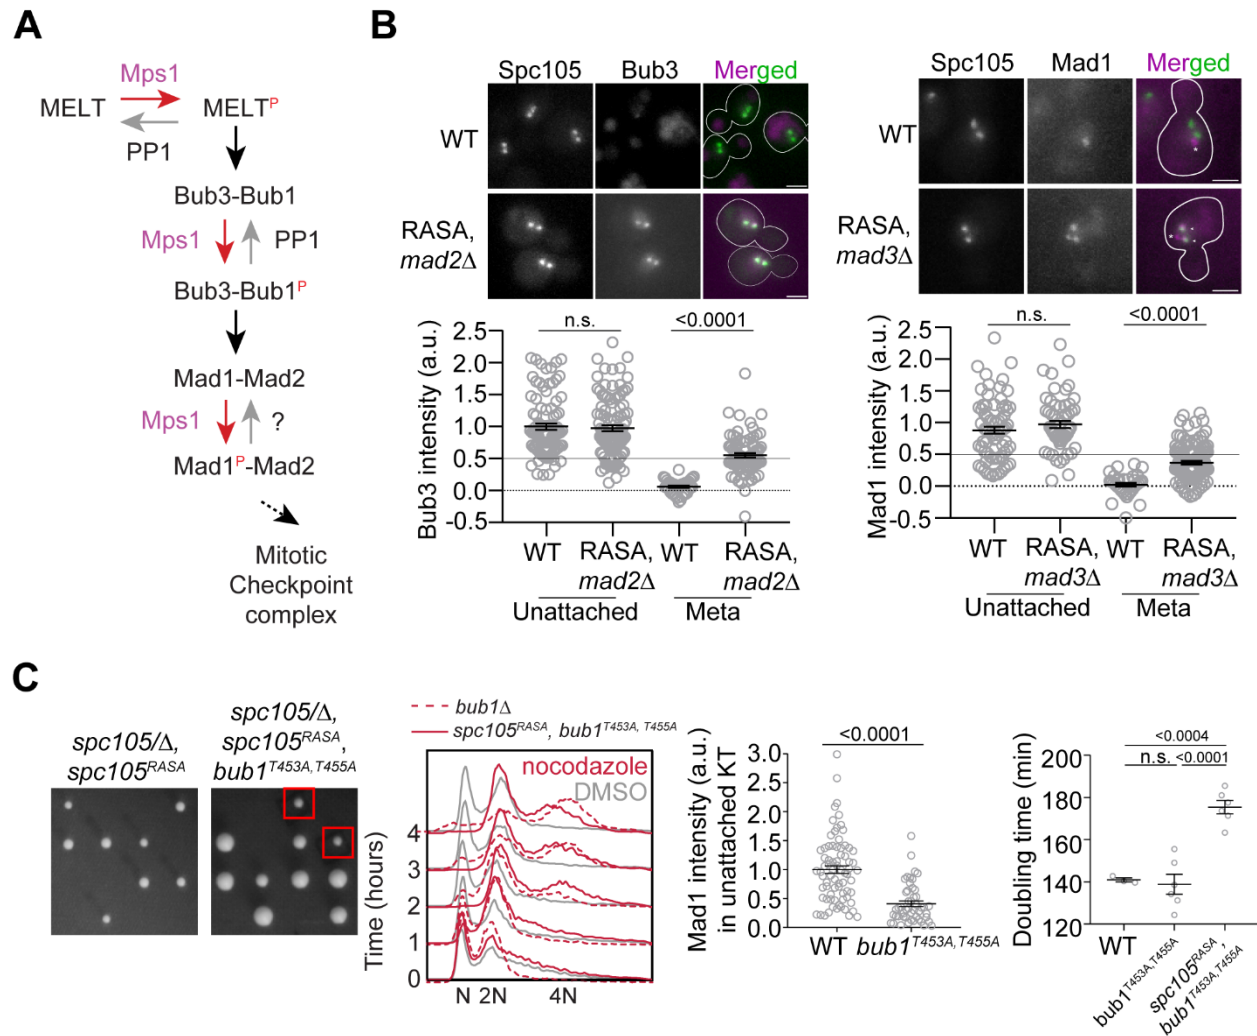 A
Mps1
MELT MELTᴾ
PP1
Bub3-Bub1
Mps1 PP1
Bub3-Bub1ᴾ
Mad1-Mad2
Mps1 ?
Mad1ᴾ-Mad2
Mitotic
Checkpoint
complex
B
Spc105 Bub3 Merged
WT
RASA,
mad2Δ
n.s. <0.0001
Bub3 intensity (a.u.)
2.5
2.0
1.5
1.0
0.5
0.0
-0.5
WT RASA, WT RASA,
mad2Δ mad2Δ
Unattached Meta
Spc105 Mad1 Merged
WT
*
RASA,
mad3Δ
*
n.s. <0.0001
Mad1 intensity (a.u.)
2.5
2.0
1.5
1.0
0.5
0.0
-0.5
WT RASA, WT RASA,
mad3Δ mad3Δ
Unattached Meta
C
spc105/Δ,
spc105ᴿᴬˢᴬ
spc105/Δ,
spc105ᴿᴬˢᴬ,
bub1ᵀ⁴⁵³ᴬ,ᵀ⁴⁵⁵ᴬ
bub1Δ
spc105ᴿᴬˢᴬ, bub1ᵀ⁴⁵³ᴬ, ᵀ⁴⁵⁵ᴬ
nocodazole
DMSO
Time (hours)
4
3
2
1
0
N 2N 4N
<0.0001
Mad1 intensity (a.u.)
in unattached KT
3.0
2.5
2.0
1.5
1.0
0.5
0.0
WT bub1ᵀ⁴⁵³ᴬ,ᵀ⁴⁵⁵ᴬ
<0.0004
n.s. <0.0001
Doubling time (min)
200
180
160
140
120
WT
bub1ᵀ⁴⁵³ᴬ,ᵀ⁴⁵⁵ᴬ
spc105ᴿᴬˢᴬ,
bub1ᵀ⁴⁵³ᴬ,ᵀ⁴⁵⁵ᴬ